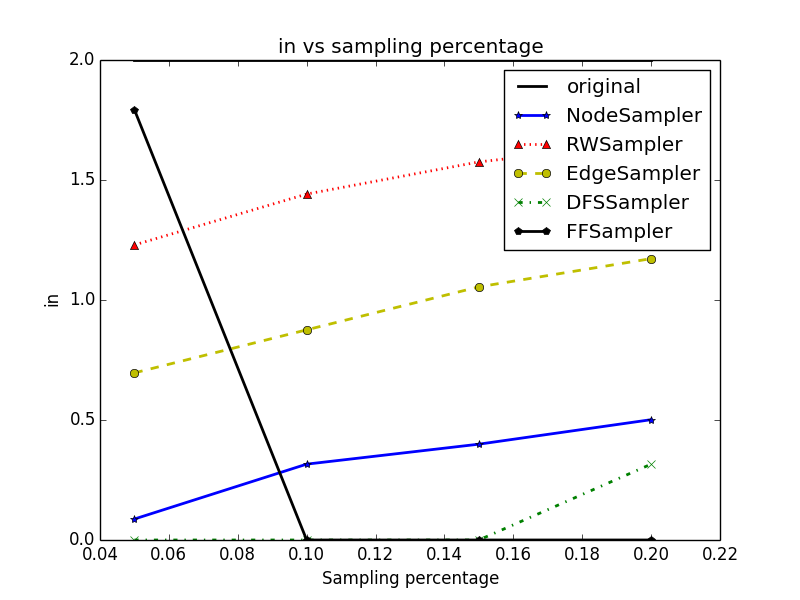 in vs sampling percentage
2.0
1.5
1.0
0.5
0.0
in
original
NodeSampler
RWSampler
EdgeSampler
DFSSampler
FFSampler
0.04 0.06 0.08 0.10 0.12 0.14 0.16 0.18 0.20 0.22
Sampling percentage